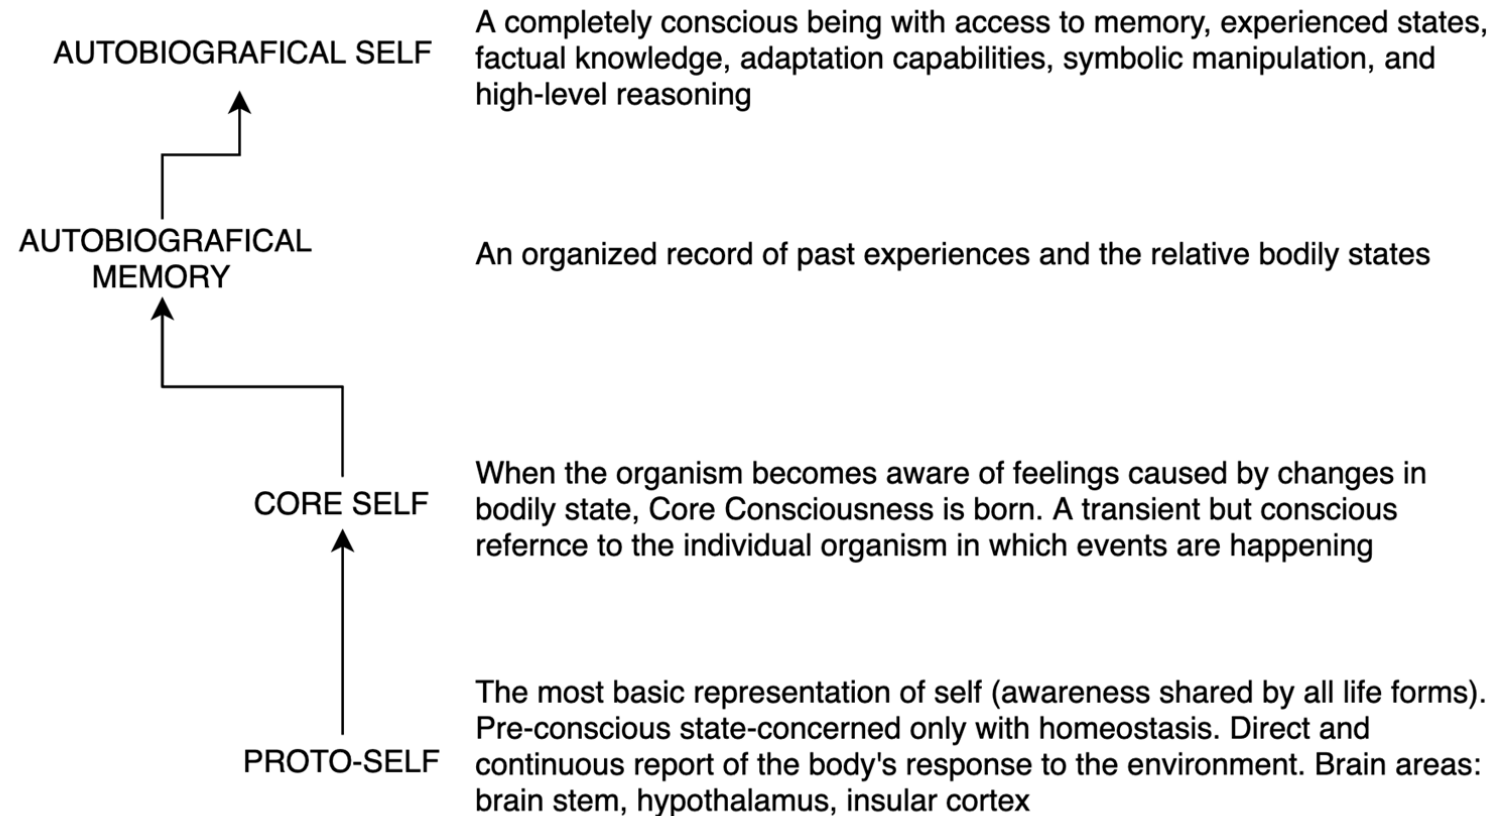 AUTOBIOGRAFICAL SELF
A completely conscious being with access to memory, experienced states,
factual knowledge, adaptation capabilities, symbolic manipulation, and
high-level reasoning
AUTOBIOGRAFICAL
MEMORY
An organized record of past experiences and the relative bodily states
CORE SELF
When the organism becomes aware of feelings caused by changes in
bodily state, Core Consciousness is born. A transient but conscious
refernce to the individual organism in which events are happening
PROTO-SELF
The most basic representation of self (awareness shared by all life forms).
Pre-conscious state-concerned only with homeostasis. Direct and
continuous report of the body's response to the environment. Brain areas:
brain stem, hypothalamus, insular cortex